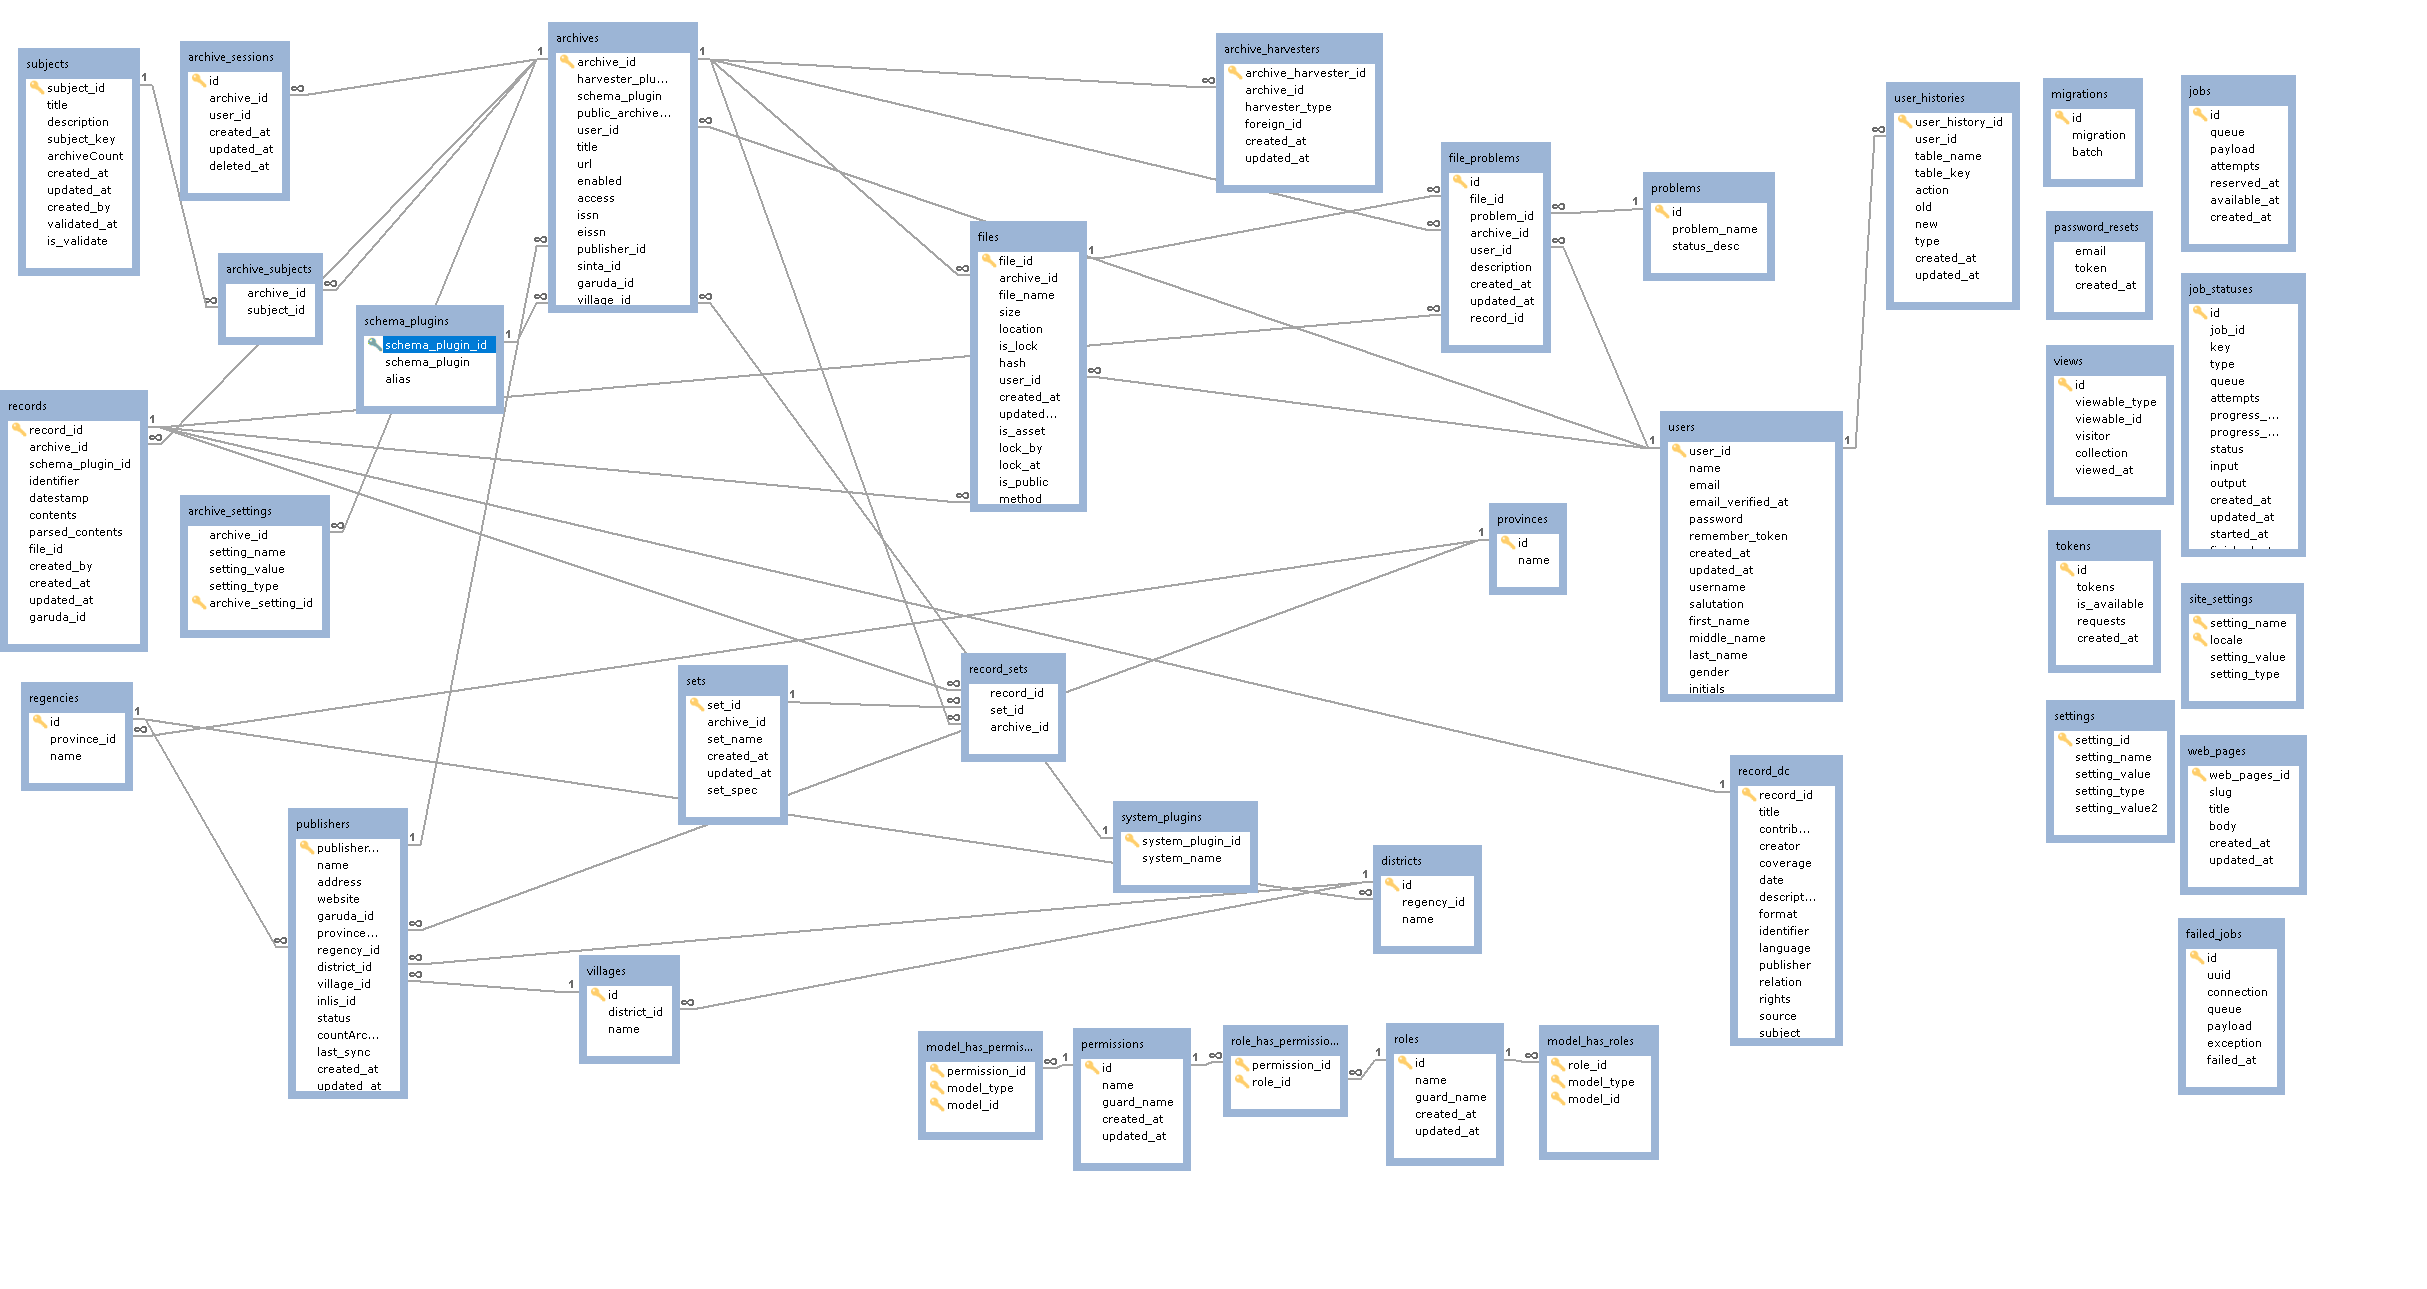 subjects
subject_id
title
description
subject_key
archiveCount
created_at
updated_at
created_by
validated_at
is_validate
archive_sessions
id
archive_id
user_id
created_at
updated_at
deleted_at
archives
archive_id
harvester_plu...
schema_plugin
public_archive...
user_id
title
url
enabled
access
issn
eissn
publisher_id
sinta_id
garuda_id
village_id
archive_harvesters
archive_harvester_id
archive_id
harvester_type
foreign_id
created_at
updated_at
file_problems
id
file_id
problem_id
archive_id
user_id
description
created_at
updated_at
record_id
problems
id
problem_name
status_desc
user_histories
user_history_id
user_id
table_name
table_key
action
old
new
type
created_at
updated_at
migrations
id
migration
batch
jobs
id
queue
payload
attempts
reserved_at
available_at
created_at
password_resets
email
token
created_at
job_statuses
id
job_id
key
type
queue
attempts
progress_...
progress_...
status
input
output
created_at
updated_at
started_at
views
id
viewable_type
viewable_id
visitor
collection
viewed_at
archive_subjects
archive_id
subject_id
schema_plugins
schema_plugin_id
schema_plugin
alias
files
file_id
archive_id
file_name
size
location
is_lock
hash
user_id
created_at
updated...
is_asset
lock_by
lock_at
is_public
method
records
record_id
archive_id
schema_plugin_id
identifier
datestamp
contents
parsed_contents
file_id
created_by
created_at
updated_at
garuda_id
archive_settings
archive_id
setting_name
setting_value
setting_type
archive_setting_id
users
user_id
name
email
email_verified_at
password
remember_token
created_at
updated_at
username
salutation
first_name
middle_name
last_name
gender
initials
provinces
id
name
tokens
id
tokens
is_available
requests
created_at
site_settings
setting_name
locale
setting_value
setting_type
regencies
id
province_id
name
sets
set_id
archive_id
set_name
created_at
updated_at
set_spec
record_sets
record_id
set_id
archive_id
settings
setting_id
setting_name
setting_value
setting_type
setting_value2
web_pages
web_pages_id
slug
title
body
created_at
updated_at
record_dc
record_id
title
contrib...
creator
coverage
date
descript...
format
identifier
language
publisher
relation
rights
source
subject
publishers
publisher...
name
address
website
garuda_id
province...
regency_id
district_id
village_id
inlis_id
status
countArc...
last_sync
created_at
updated_at
system_plugins
system_plugin_id
system_name
districts
id
regency_id
name
villages
id
district_id
name
failed_jobs
id
uuid
connection
queue
payload
exception
failed_at
model_has_permis...
permission_id
model_type
model_id
permissions
id
name
guard_name
created_at
updated_at
role_has_permissio...
permission_id
role_id
roles
id
name
guard_name
created_at
updated_at
model_has_roles
role_id
model_type
model_id